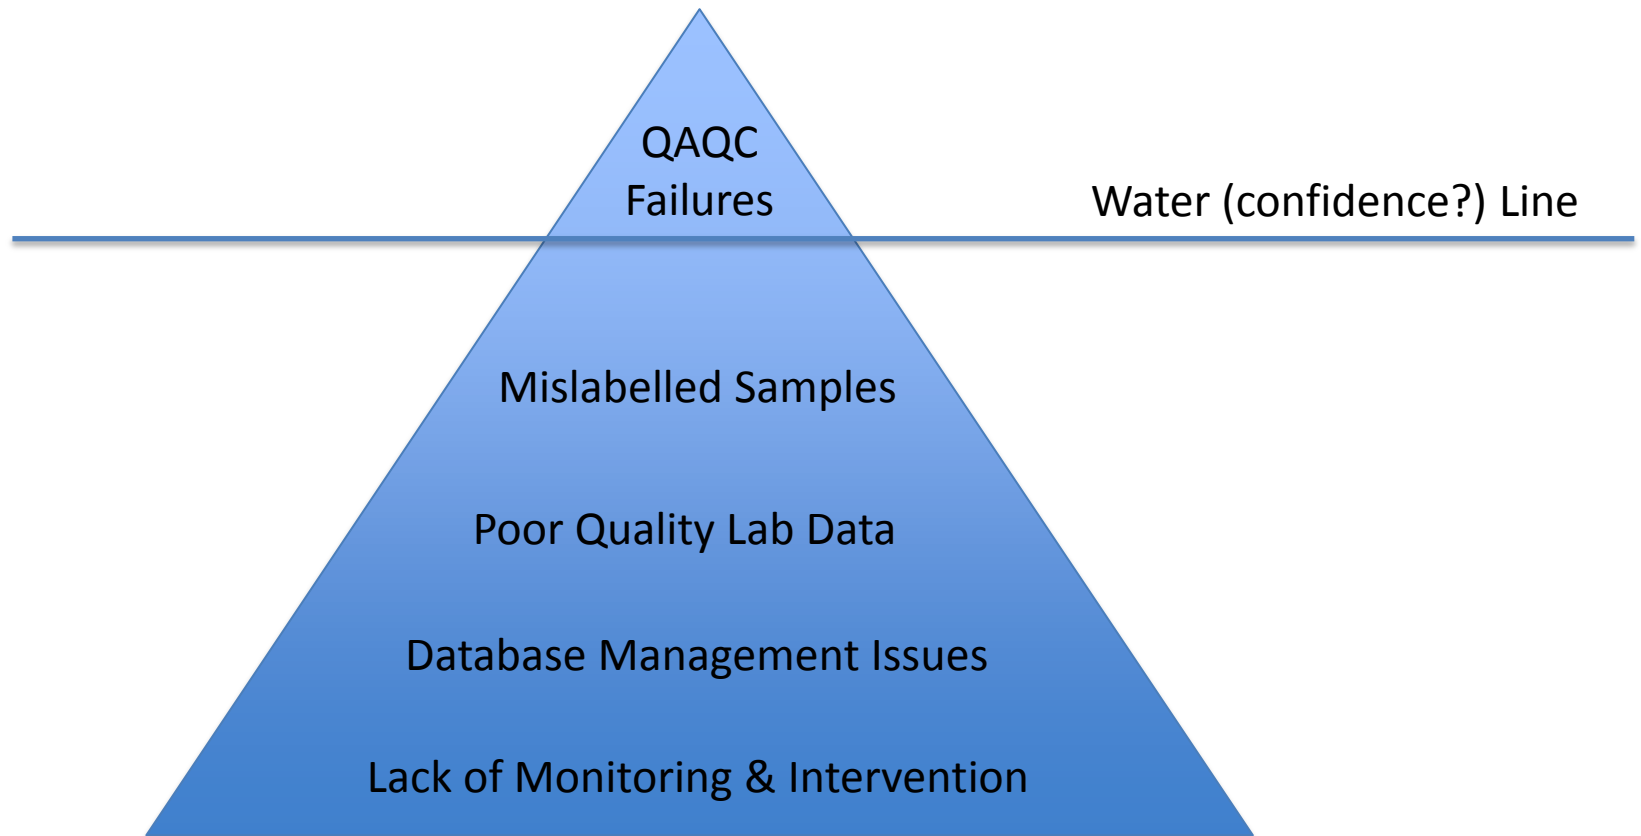 QAQC
Failures
Water (confidence?) Line
Mislabelled Samples
Poor Quality Lab Data
Database Management Issues
Lack of Monitoring & Intervention